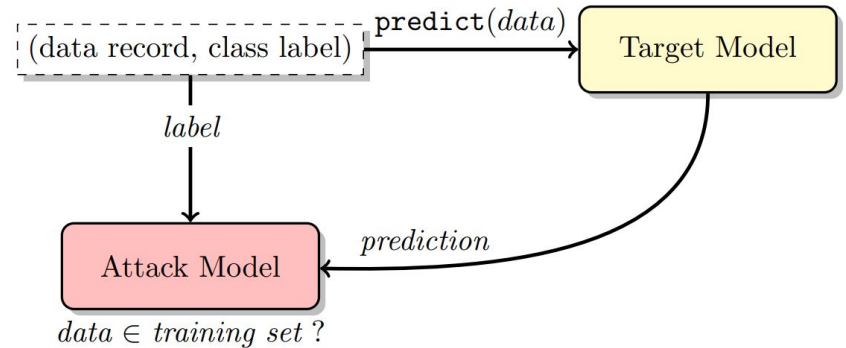 (data record, class label)
predict(data)
Target Model
label
prediction
Attack Model
data ∈ training set ?